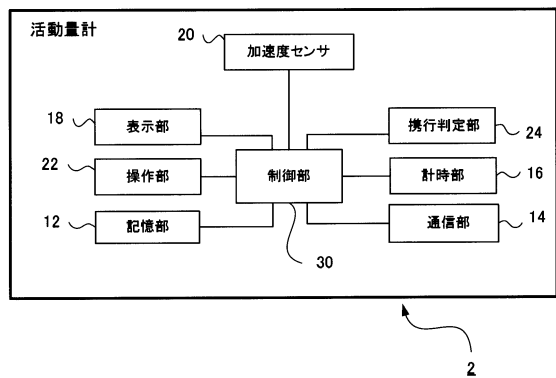 活動量計
20
加速度センサ
18
表示部
携行判定部
24
22
操作部
制御部
計時部
16
12
記憶部
通信部
14
30
2